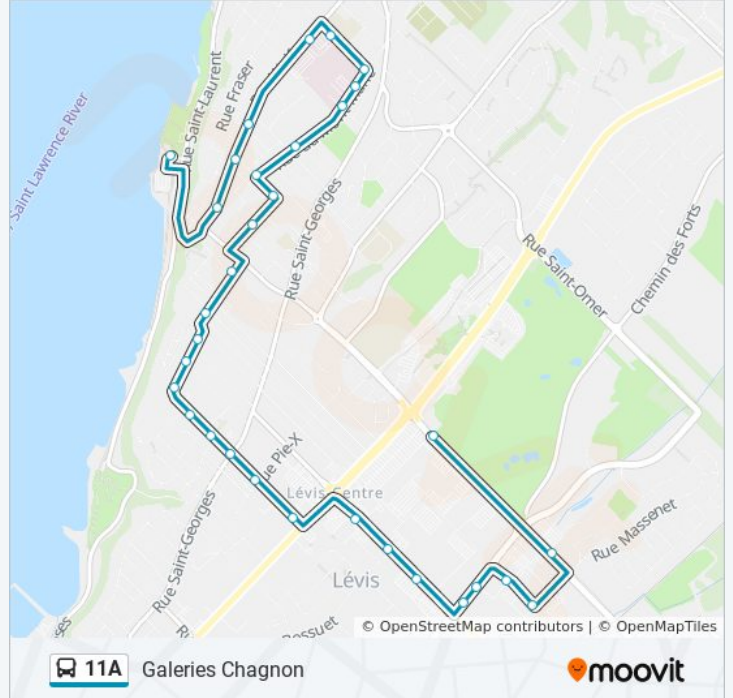 Rue Saint-Laurent
Rue Fraser
Saint Lawrence River
Rue Saint-Georges
Rue Saint-Omer
Chemin des Forts
Rue Pie-X
Lévis Centre
Rue Saint-Georges
Rue Massenet
Lévis
Bossuet
© OpenStreetMap contributors | © OpenMapTiles
11A Galeries Chagnon
moovit